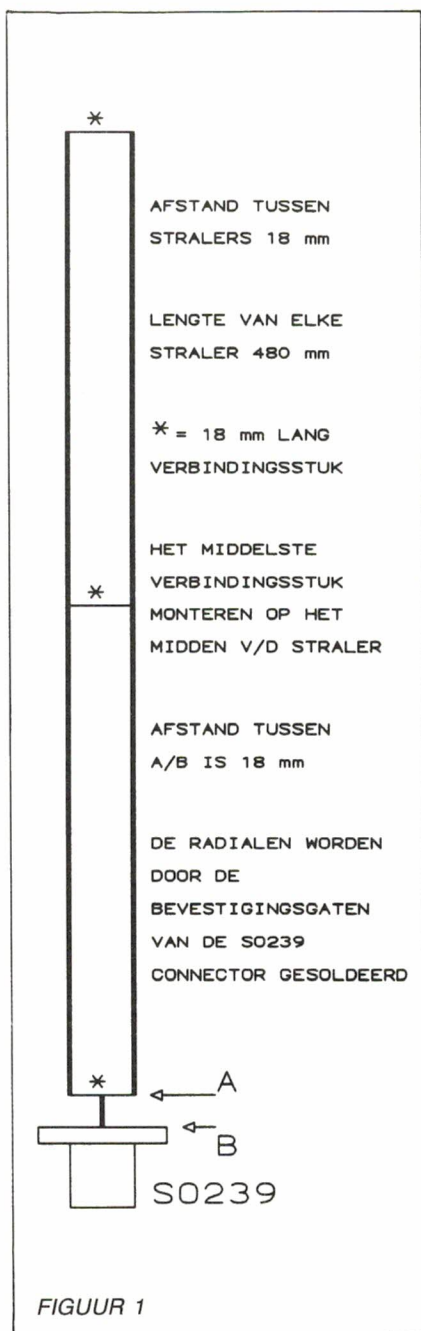 *
AFSTAND TUSSEN
STRALERS 18 mm
LENGTE VAN ELKE
STRALER 480 mm
* = 18 mm LANG
VERBINDINGSSTUK
HET MIDDELSTE
VERBINDINGSSTUK
*
MONTEREN OP HET
MIDDEN V/D STRALER
AFSTAND TUSSEN
A/B IS 18 mm
DE RADIALEN WORDEN
DOOR DE
BEVESTIGINGSGATEN
VAN DE SO239
CONNECTOR GESOLDEERD
*
A
B
SO239
FIGUUR 1